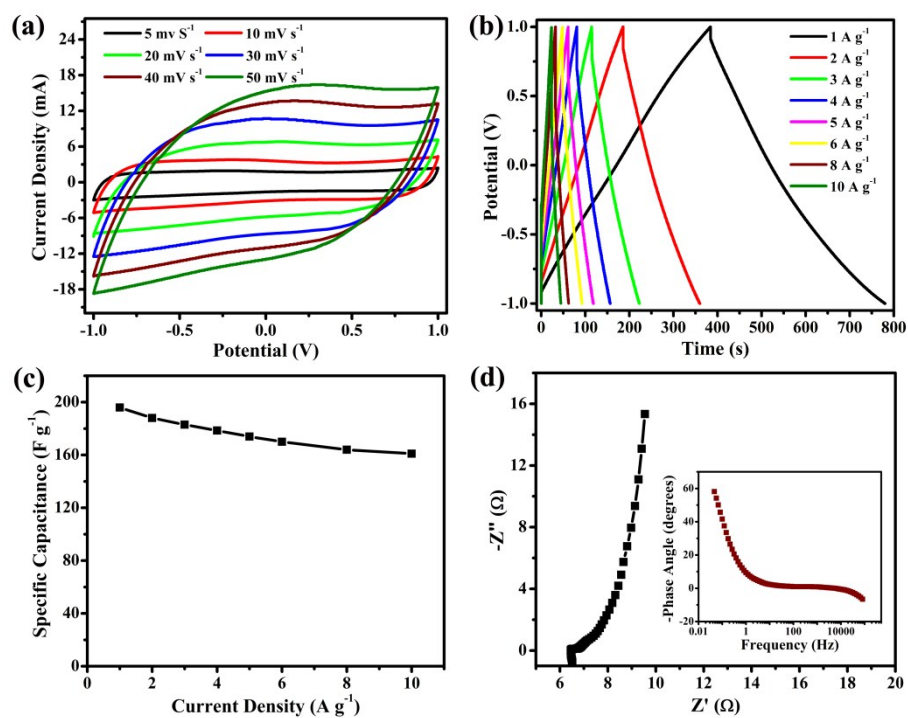 (a)
24
18
12
6
0
-6
-12
-18
Current Density (mA)
5 mv S⁻¹ 10 mV s⁻¹
20 mV s⁻¹ 30 mV s⁻¹
40 mV s⁻¹ 50 mV s⁻¹
-1.0 -0.5 0.0 0.5 1.0
Potential (V)
(b)
1.0
0.5
0.0
-0.5
-1.0
Potential (V)
1 A g⁻¹
2 A g⁻¹
3 A g⁻¹
4 A g⁻¹
5 A g⁻¹
6 A g⁻¹
8 A g⁻¹
10 A g⁻¹
0 100 200 300 400 500 600 700 800
Time (s)
(c)
200
160
120
80
40
0
Specific Capacitance (F g⁻¹)
0 2 4 6 8 10
Current Density (A g⁻¹)
(d)
16
12
8
4
0
-Z'' (Ω)
60
40
20
0
-20
-Phase Angle (degrees)
0.01 1 100 10000
Frequency (Hz)
6 8 10 12 14 16 18 20
Z' (Ω)